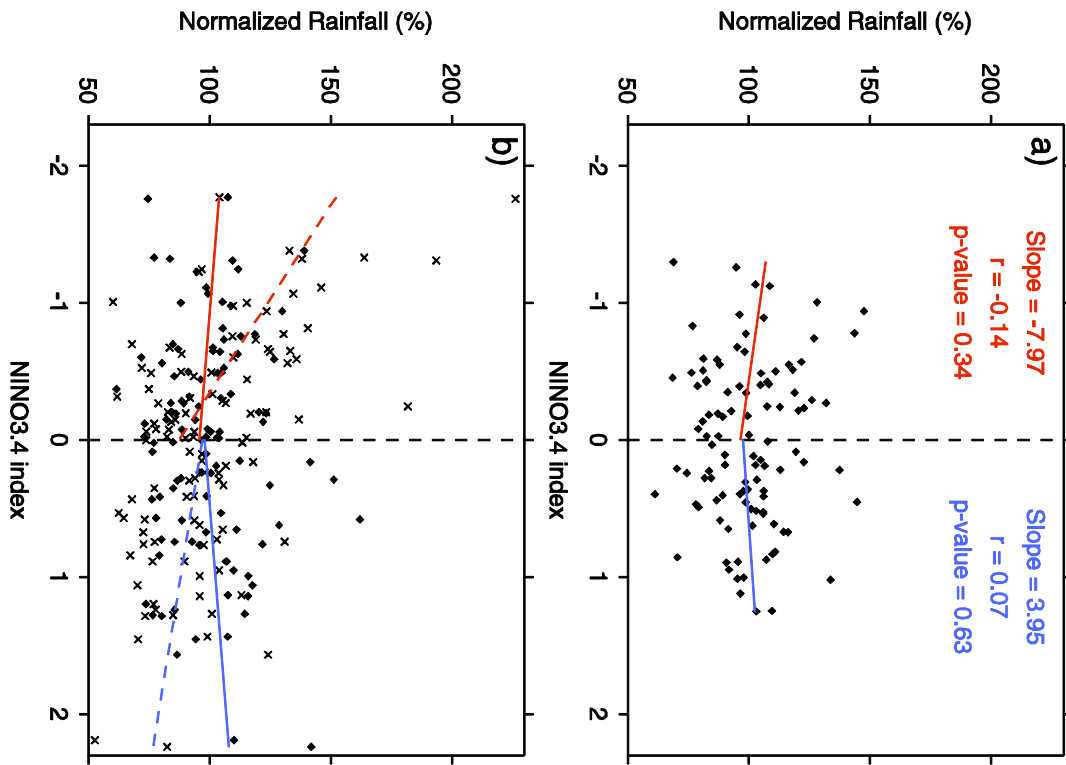 a)
Slope = -7.97
r = -0.14
p-value = 0.34
Slope = 3.95
r = 0.07
p-value = 0.63
Normalized Rainfall (%)
200
150
100
50
-2 -1 0 1 2
NINO3.4 index
b)
Normalized Rainfall (%)
200
150
100
50
-2 -1 0 1 2
NINO3.4 index